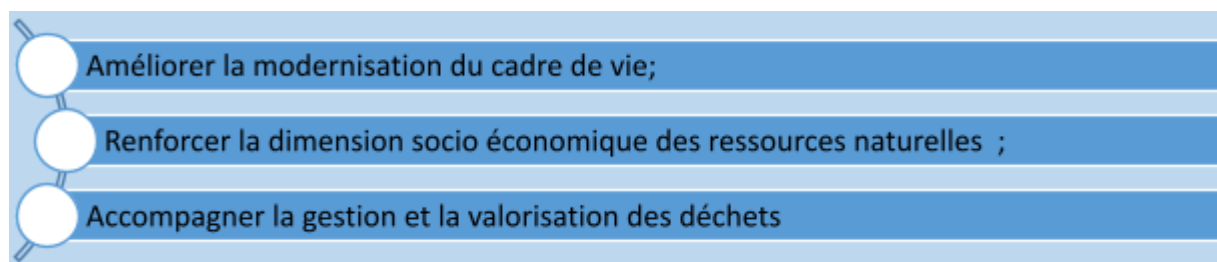 Améliorer la modernisation du cadre de vie;
Renforcer la dimension socio économique des ressources naturelles ;
Accompagner la gestion et la valorisation des déchets